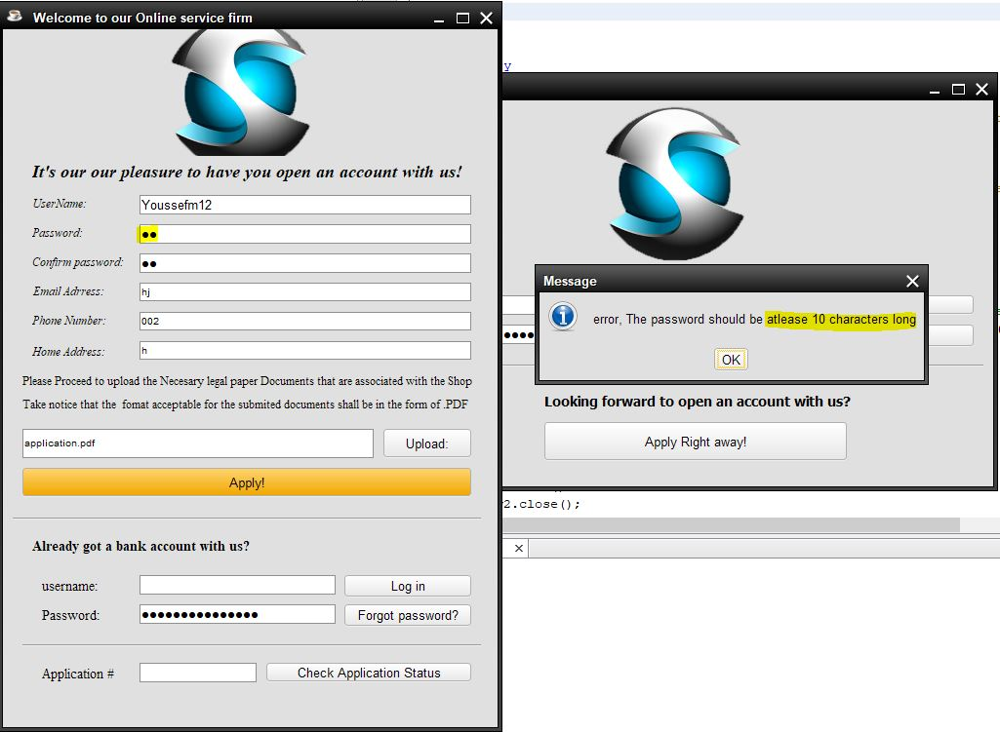 Welcome to our Online service firm
It's our our pleasure to have you open an account with us!
UserName:
Youssefm12
Password:
●●
Confirm password:
●●
Email Adrress:
hj
Phone Number:
002
Home Address:
h
Please Proceed to upload the Necesary legal paper Documents that are associated with the Shop
Take notice that the fomat acceptable for the submited documents shall be in the form of .PDF
application.pdf
Upload:
Apply!
Already got a bank account with us?
username:
Log in
Password:
●●●●●●●●●●●●●●●
Forgot password?
Application #
Check Application Status
y
Message
error, The password should be atlease 10 characters long
OK
●●●●
Looking forward to open an account with us?
Apply Right away!
2.close();